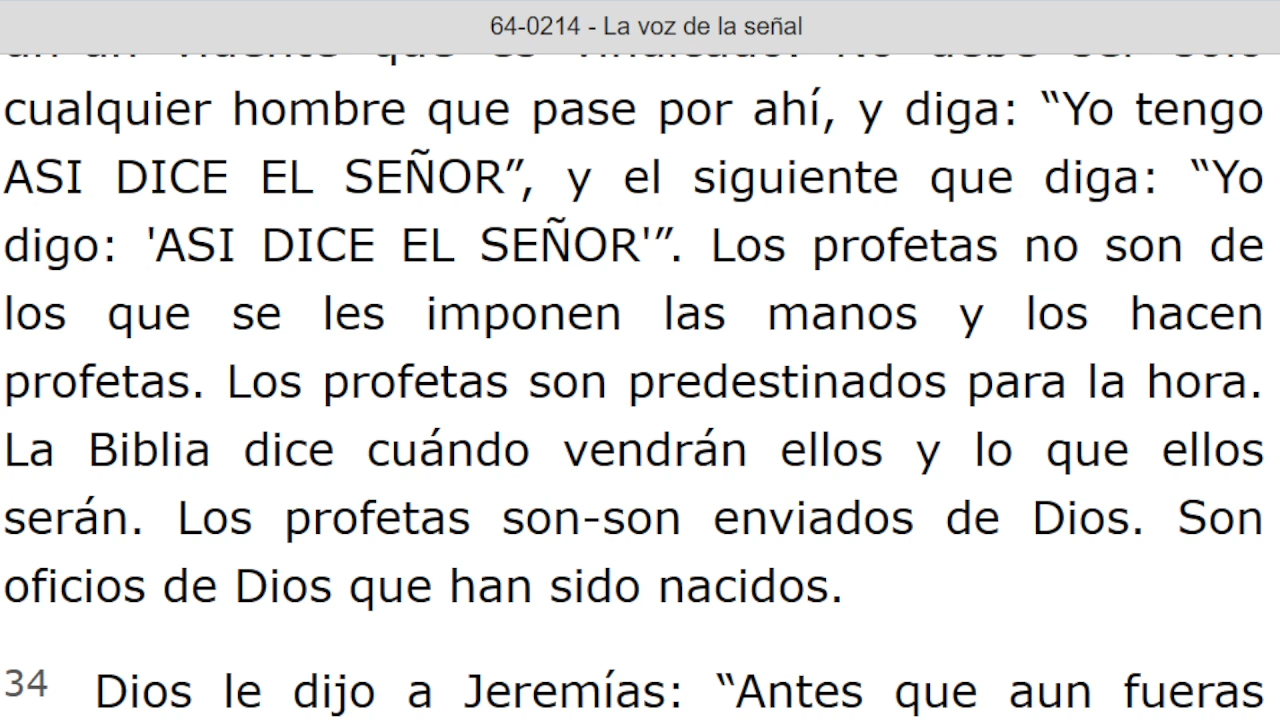 64-0214 - La voz de la señal
cualquier hombre que pase por ahí, y diga: “Yo tengo
ASI DICE EL SEÑOR”, y el siguiente que diga: “Yo
digo: 'ASI DICE EL SEÑOR'”. Los profetas no son de
los que se les imponen las manos y los hacen
profetas. Los profetas son predestinados para la hora.
La Biblia dice cuándo vendrán ellos y lo que ellos
serán. Los profetas son-son enviados de Dios. Son
oficios de Dios que han sido nacidos.
34 Dios le dijo a Jeremías: “Antes que aun fueras